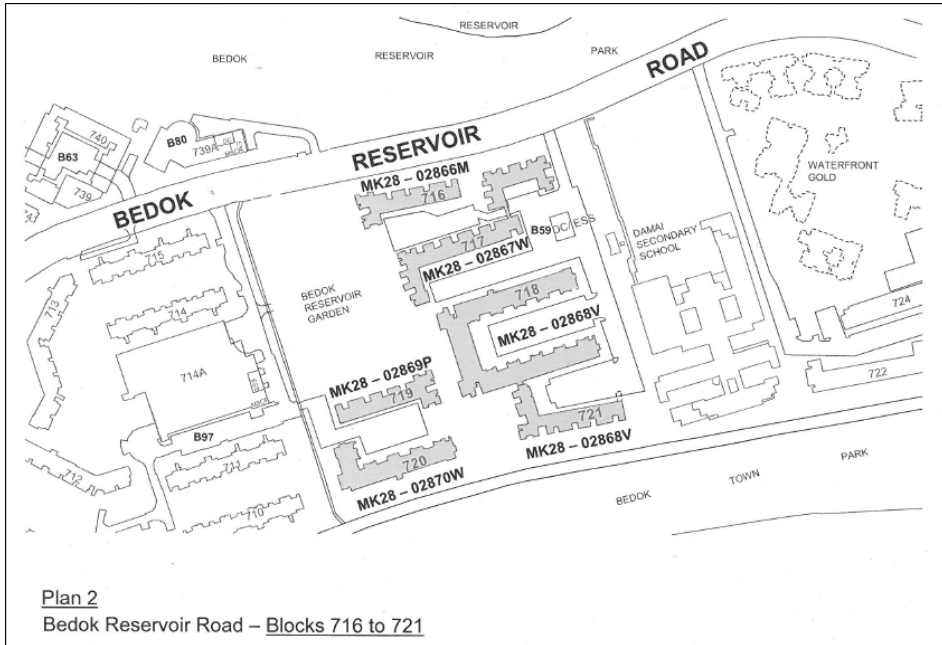 RESERVOIR
BEDOK
RESERVOIR
PARK
ROAD
RESERVOIR
BEDOK
740
B63
739
B80
739A
MK28 – 02866M
716
717
MK28 – 02867W
B59
DC/ESS
DAMAI
SECONDARY
SCHOOL
WATERFRONT
GOLD
715
713
714
714A
BEDOK
RESERVOIR
GARDEN
718
MK28 – 02868V
724
722
MK28 – 02869P
719
721
MK28 – 02868V
B97
712
711
710
720
MK28 – 02870W
BEDOK
TOWN
PARK
Plan 2
Bedok Reservoir Road – Blocks 716 to 721